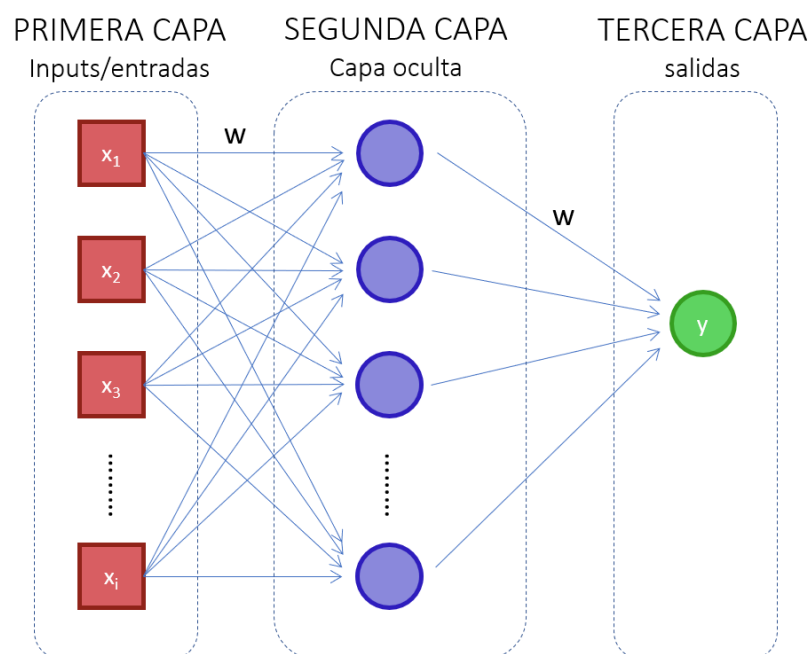 PRIMERA CAPA
Inputs/entradas
SEGUNDA CAPA
Capa oculta
TERCERA CAPA
salidas
W
W
x1
x2
x3
xi
y